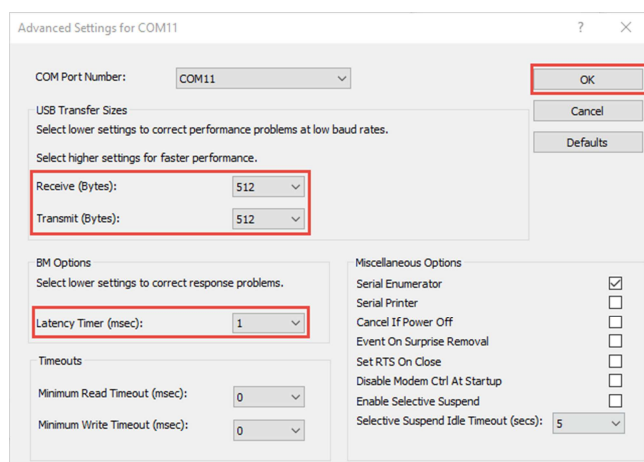 Advanced Settings for COM11
COM Port Number: COM11
OK
USB Transfer Sizes
Cancel
Select lower settings to correct performance problems at low baud rates.
Defaults
Select higher settings for faster performance.
Receive (Bytes): 512
Transmit (Bytes): 512
BM Options
Select lower settings to correct response problems.
Latency Timer (msec): 1
Timeouts
Minimum Read Timeout (msec): 0
Minimum Write Timeout (msec): 0
Miscellaneous Options
Serial Enumerator
Serial Printer
Cancel If Power Off
Event On Surprise Removal
Set RTS On Close
Disable Modem Ctrl At Startup
Enable Selective Suspend
Selective Suspend Idle Timeout (secs): 5